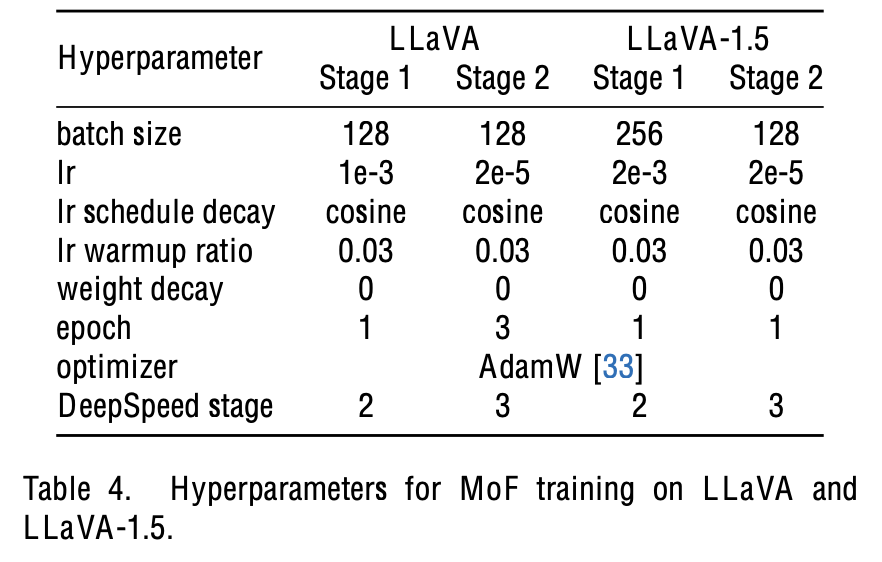 LLaVA LLaVA-1.5
Hyperparameter
Stage 1 Stage 2 Stage 1 Stage 2
batch size 128 128 256 128
lr 1e-3 2e-5 2e-3 2e-5
lr schedule decay cosine cosine cosine cosine
lr warmup ratio 0.03 0.03 0.03 0.03
weight decay 0 0 0 0
epoch 1 3 1 1
optimizer AdamW [33]
DeepSpeed stage 2 3 2 3
Table 4. Hyperparameters for MoF training on LLaVA and
LLaVA-1.5.